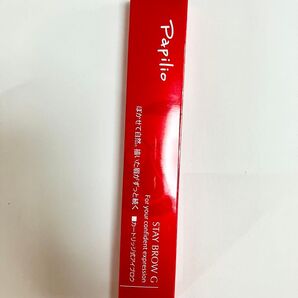 Papilio
STAY BROW G
For your confident expression
ぼかせて自然。描いた眉がずっと続く
■カートリッジ式アイブロウ